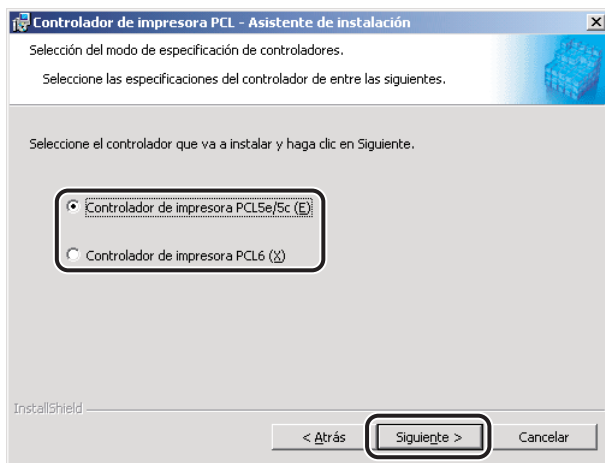 Controlador de impresora PCL - Asistente de instalación
Selección del modo de especificación de controladores.
Seleccione las especificaciones del controlador de entre las siguientes.
Seleccione el controlador que va a instalar y haga clic en Siguiente.
Controlador de impresora PCL5e/5c (E)
Controlador de impresora PCL6 (X)
InstallShield
< Atrás Siguiente > Cancelar